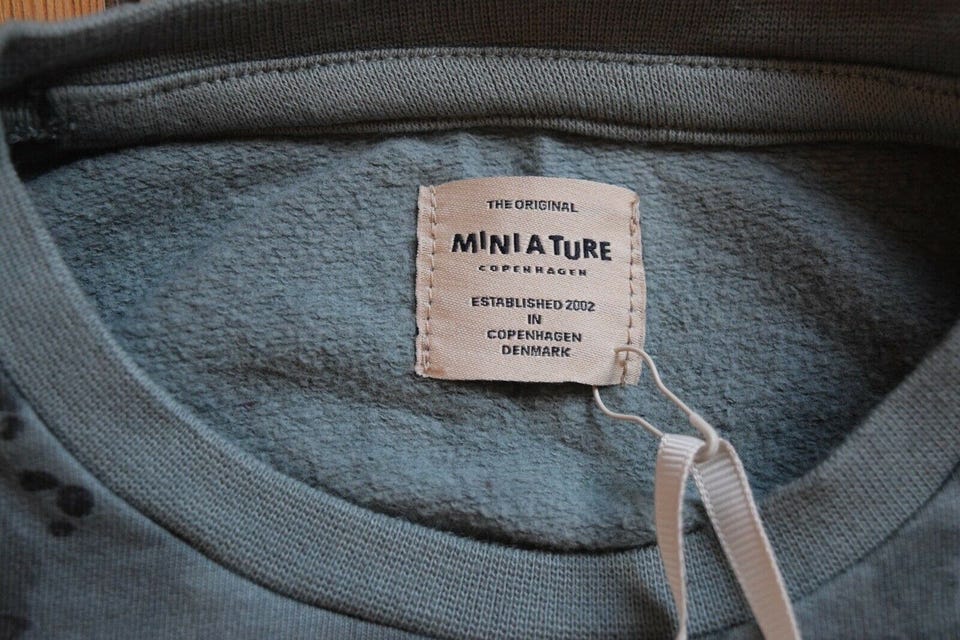 THE ORIGINAL
MINIATURE
COPENHAGEN
ESTABLISHED 2002
IN
COPENHAGEN
DENMARK